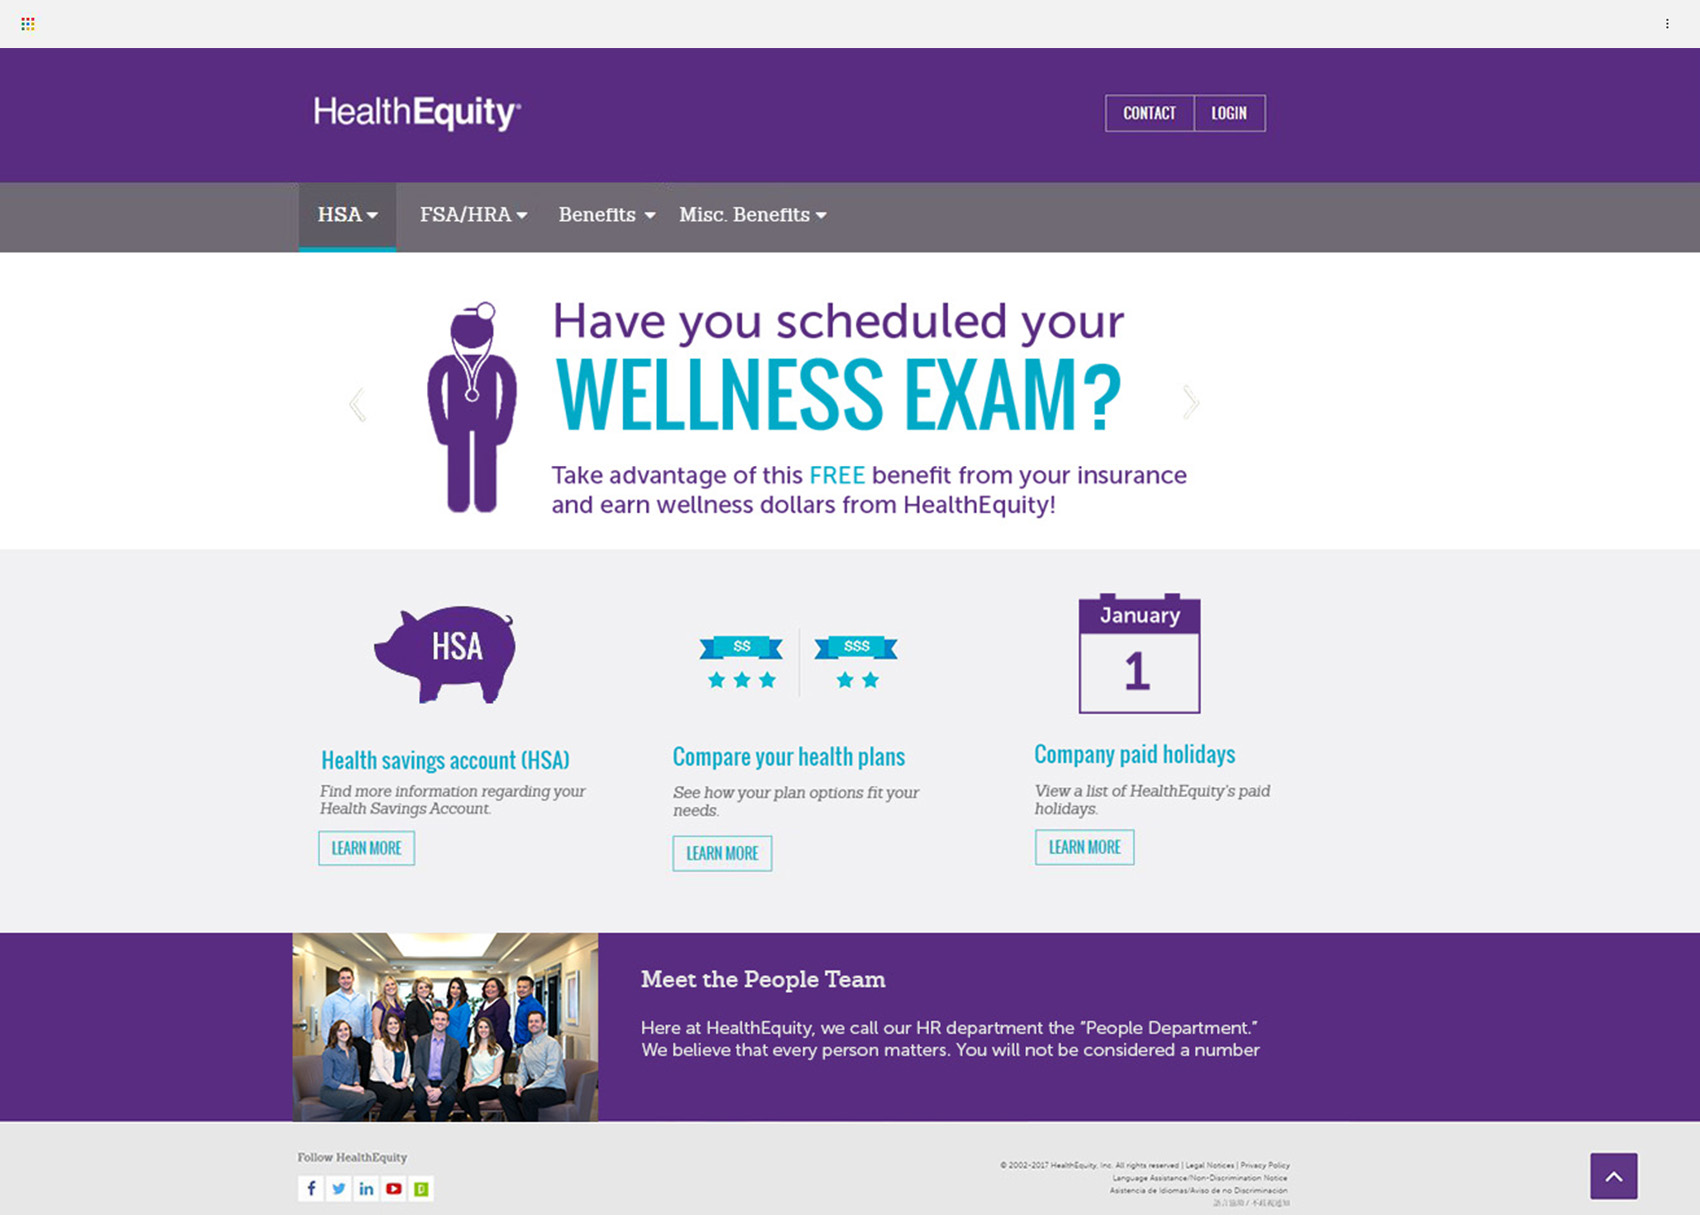 HealthEquity®
CONTACT
LOGIN
HSA
FSA/HRA
Benefits
Misc. Benefits
Have you scheduled your
WELLNESS EXAM?
Take advantage of this FREE benefit from your insurance
and earn wellness dollars from HealthEquity!
HSA
$$
$$$
January
1
Health savings account (HSA)
Find more information regarding your
Health Savings Account.
LEARN MORE
Compare your health plans
See how your plan options fit your
needs.
LEARN MORE
Company paid holidays
View a list of HealthEquity's paid
holidays.
LEARN MORE
Meet the People Team
Here at HealthEquity, we call our HR department the "People Department."
We believe that every person matters. You will not be considered a number
Follow HealthEquity
© 2002-2017 HealthEquity, Inc. All rights reserved | Legal Notices | Privacy Policy
Language Assistance/Non-Discrimination Notice
Asistencia de Idiomas/Aviso de no Discriminación